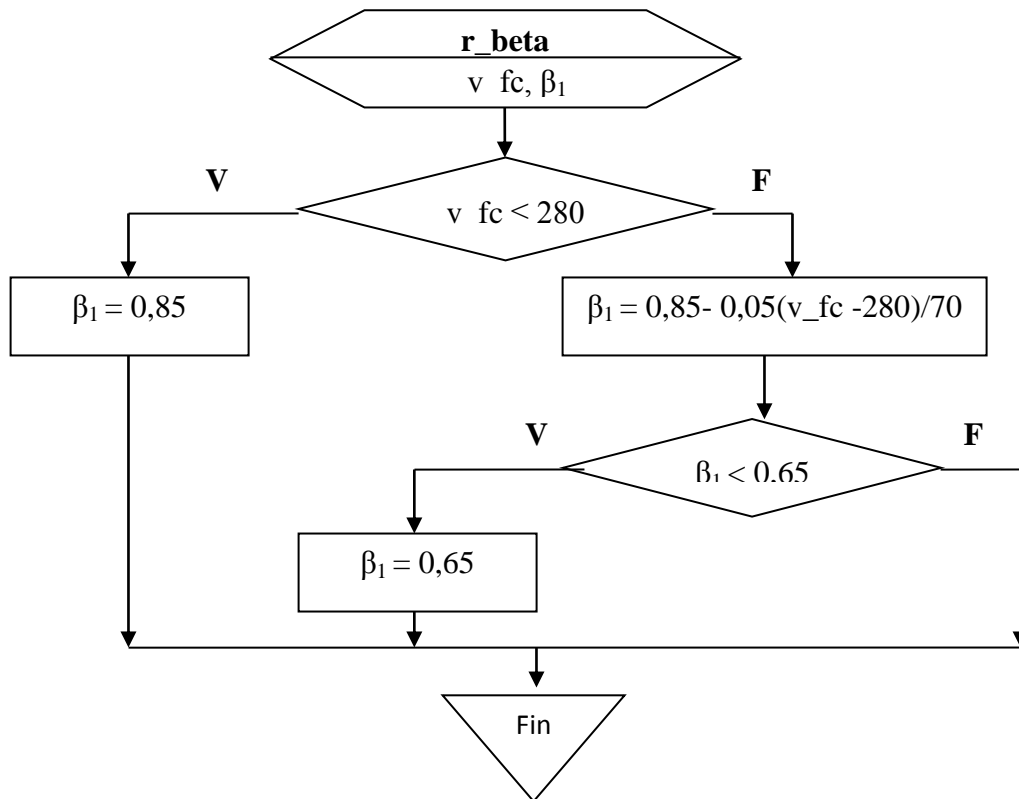 r_beta
v fc, β₁
V
F
v fc < 280
β₁ = 0,85
β₁ = 0,85- 0,05(v_fc -280)/70
V
F
β₁ < 0,65
β₁ = 0,65
Fin